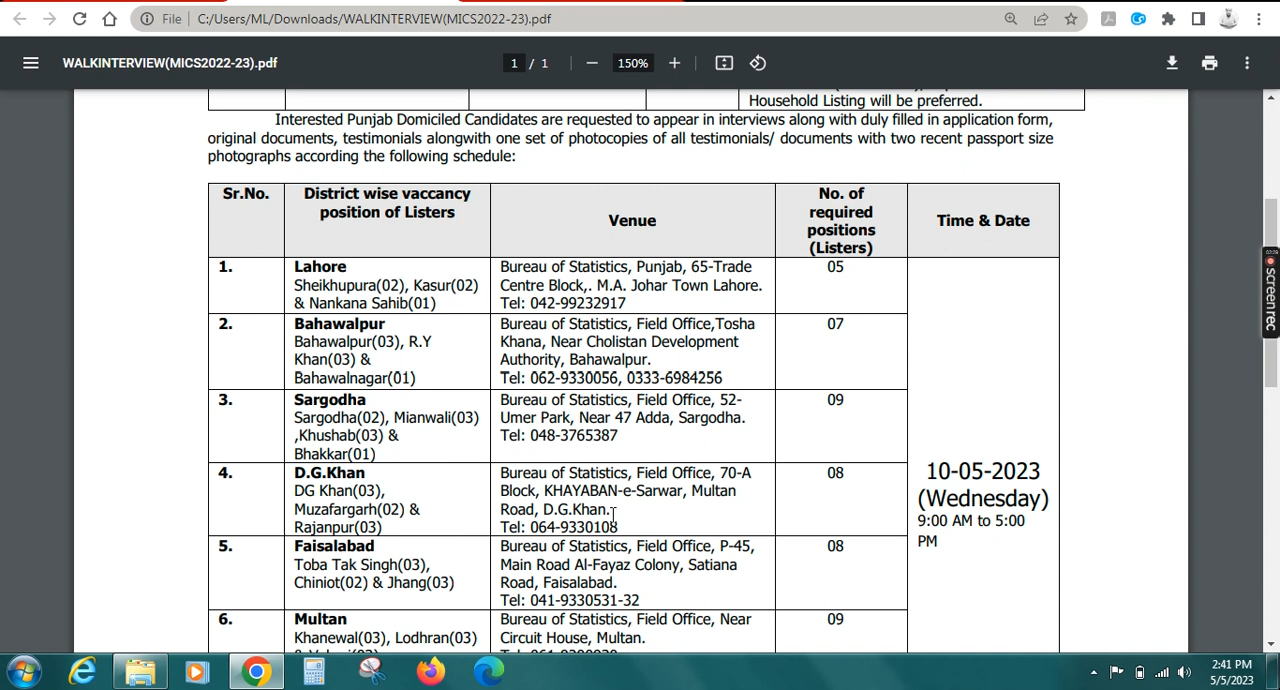 File
C:/Users/ML/Downloads/WALKINTERVIEW(MICS2022-23).pdf
WALKINTERVIEW(MICS2022-23).pdf
1 / 1
150%
Household Listing will be preferred.
Interested Punjab Domiciled Candidates are requested to appear in interviews along with duly filled in application form,
original documents, testimonials alongwith one set of photocopies of all testimonials/ documents with two recent passport size
photographs according the following schedule:
Sr.No.
District wise vaccancy
position of Listers
Venue
No. of
required
positions
(Listers)
Time & Date
1.
Lahore
Sheikhupura(02), Kasur(02)
& Nankana Sahib(01)
Bureau of Statistics, Punjab, 65-Trade
Centre Block,. M.A. Johar Town Lahore.
Tel: 042-99232917
05
2.
Bahawalpur
Bahawalpur(03), R.Y
Khan(03) &
Bahawalnagar(01)
Bureau of Statistics, Field Office,Tosha
Khana, Near Cholistan Development
Authority, Bahawalpur.
Tel: 062-9330056, 0333-6984256
07
3.
Sargodha
Sargodha(02), Mianwali(03)
,Khushab(03) &
Bhakkar(01)
Bureau of Statistics, Field Office, 52-
Umer Park, Near 47 Adda, Sargodha.
Tel: 048-3765387
09
4.
D.G.Khan
DG Khan(03),
Muzafargarh(02) &
Rajanpur(03)
Bureau of Statistics, Field Office, 70-A
Block, KHAYABAN-e-Sarwar, Multan
Road, D.G.Khan.
Tel: 064-9330108
08
5.
Faisalabad
Toba Tak Singh(03),
Chiniot(02) & Jhang(03)
Bureau of Statistics, Field Office, P-45,
Main Road Al-Fayaz Colony, Satiana
Road, Faisalabad.
Tel: 041-9330531-32
08
6.
Multan
Khanewal(03), Lodhran(03)
Bureau of Statistics, Field Office, Near
Circuit House, Multan.
09
10-05-2023
(Wednesday)
9:00 AM to 5:00
PM
screen rec
2:41 PM
5/5/2023